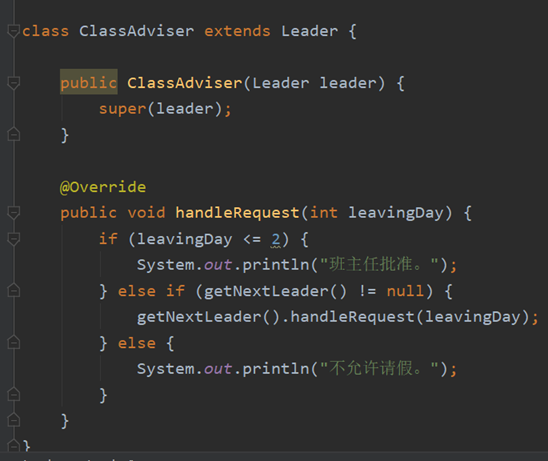 class ClassAdviser extends Leader {
public ClassAdviser(Leader leader) {
super(leader);
}
@Override
public void handleRequest(int leavingDay) {
if (leavingDay <= 2) {
System.out.println("班主任批准。");
} else if (getNextLeader() != null) {
getNextLeader().handleRequest(leavingDay);
} else {
System.out.println("不允许请假。");
}
}
}